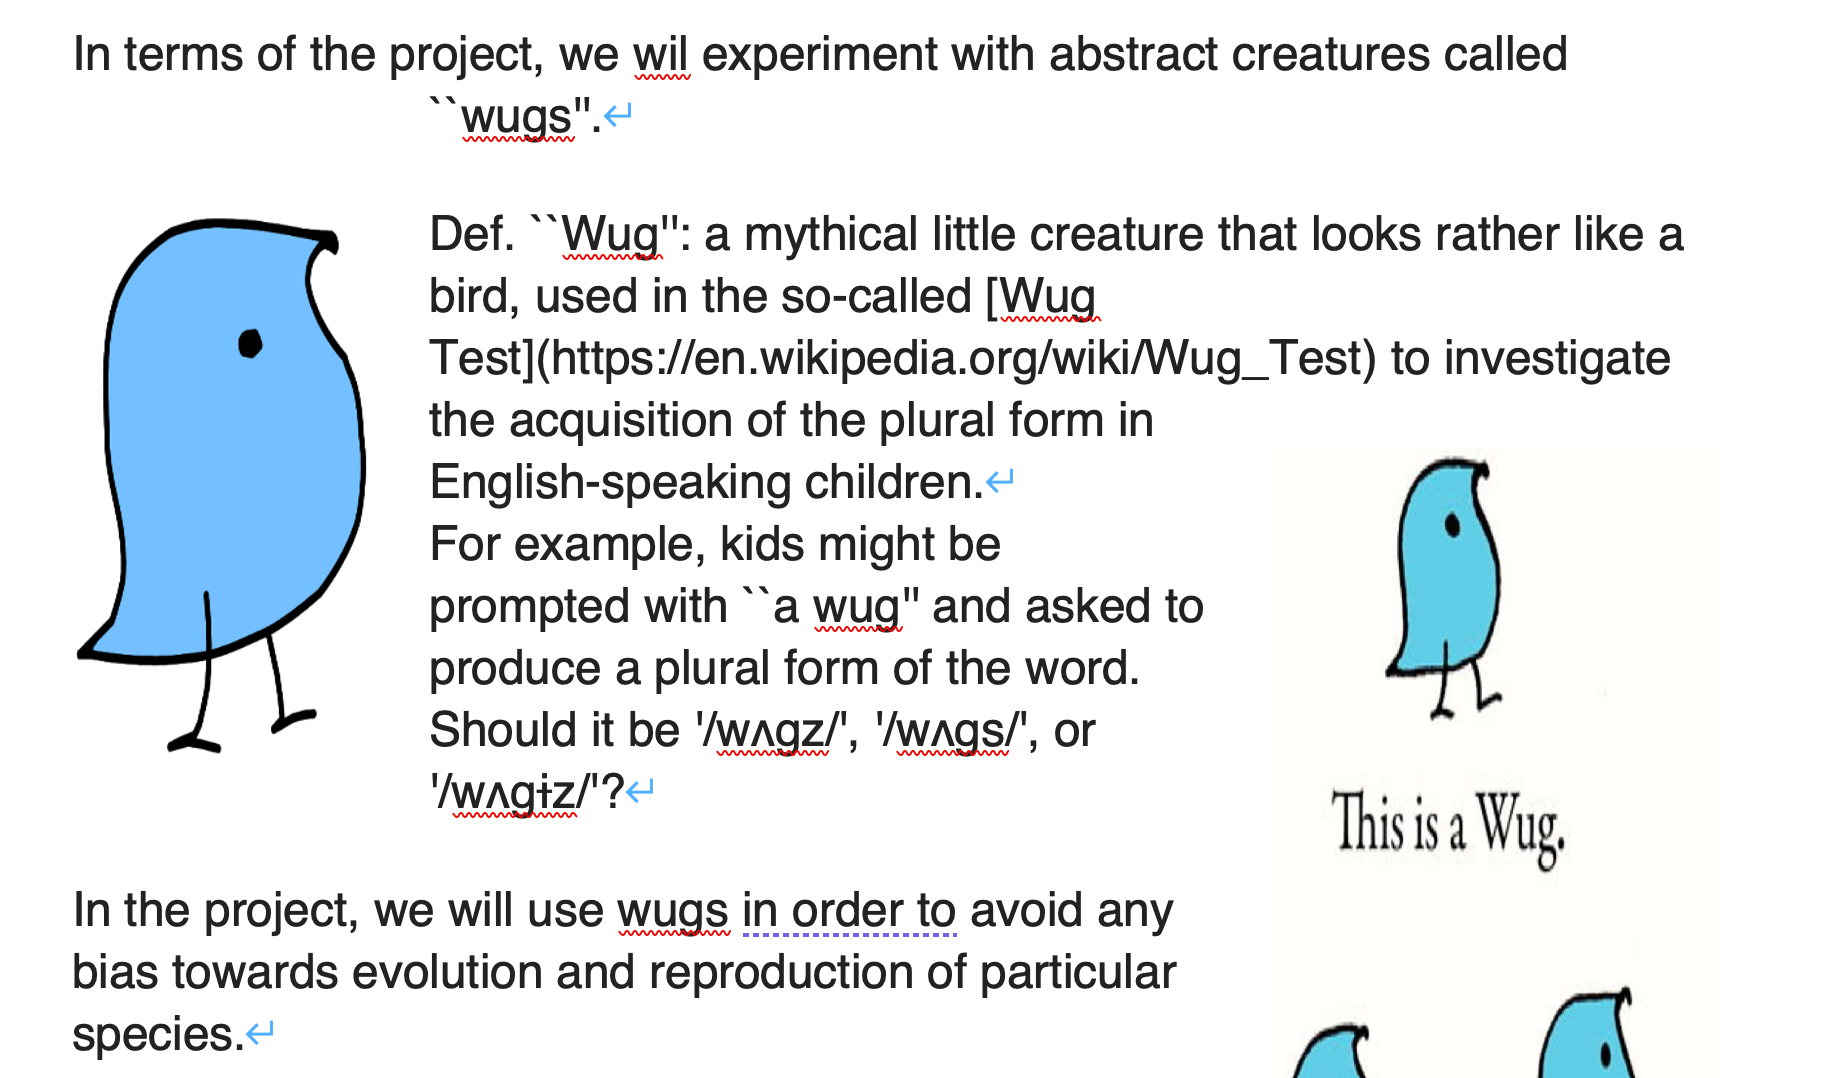 In terms of the project, we wil experiment with abstract creatures called
``wugs".
Def. ``Wug": a mythical little creature that looks rather like a
bird, used in the so-called [Wug
Test](https://en.wikipedia.org/wiki/Wug_Test) to investigate
the acquisition of the plural form in
English-speaking children.
For example, kids might be
prompted with ``a wug" and asked to
produce a plural form of the word.
Should it be '/wʌgz/', '/wʌgs/', or
'/wʌgɨz/'?
This is a Wug.
In the project, we will use wugs in order to avoid any
bias towards evolution and reproduction of particular
species.